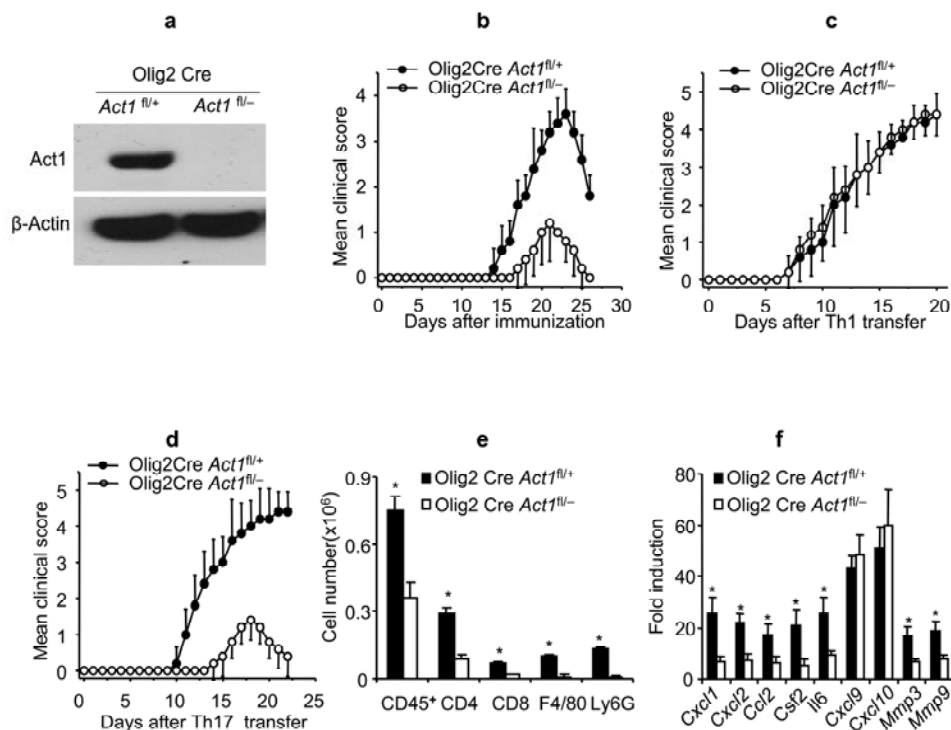 a
Olig2 Cre
Act1 fl/+ Act1 fl/–
Act1
β-Actin
b
Olig2Cre Act1fl/+
Olig2Cre Act1fl/–
Mean clinical score
4
3
2
1
0
0 5 10 15 20 25 30
Days after immunization
c
Olig2Cre Act1fl/+
Olig2Cre Act1fl/–
Mean clinical score
5
4
3
2
1
0
0 5 10 15 20
Days after Th1 transfer
d
Olig2Cre Act1fl/+
Olig2Cre Act1fl/–
Mean clinical score
5
4
3
2
1
0
0 5 10 15 20 25
Days after Th17 transfer
e
Olig2 Cre Act1fl/+
Olig2 Cre Act1fl/–
Cell number(x10⁶)
0.9
0.6
0.3
0
* * * * *
CD45+ CD4 CD8 F4/80 Ly6G
f
Olig2 Cre Act1fl/+
Olig2 Cre Act1fl/–
Fold induction
80
60
40
20
0
* * * * * * *
Cxcl1 Cxcl2 Ccl2 Csf2 il6 Cxcl9 Cxcl10 Mmp3 Mmp9